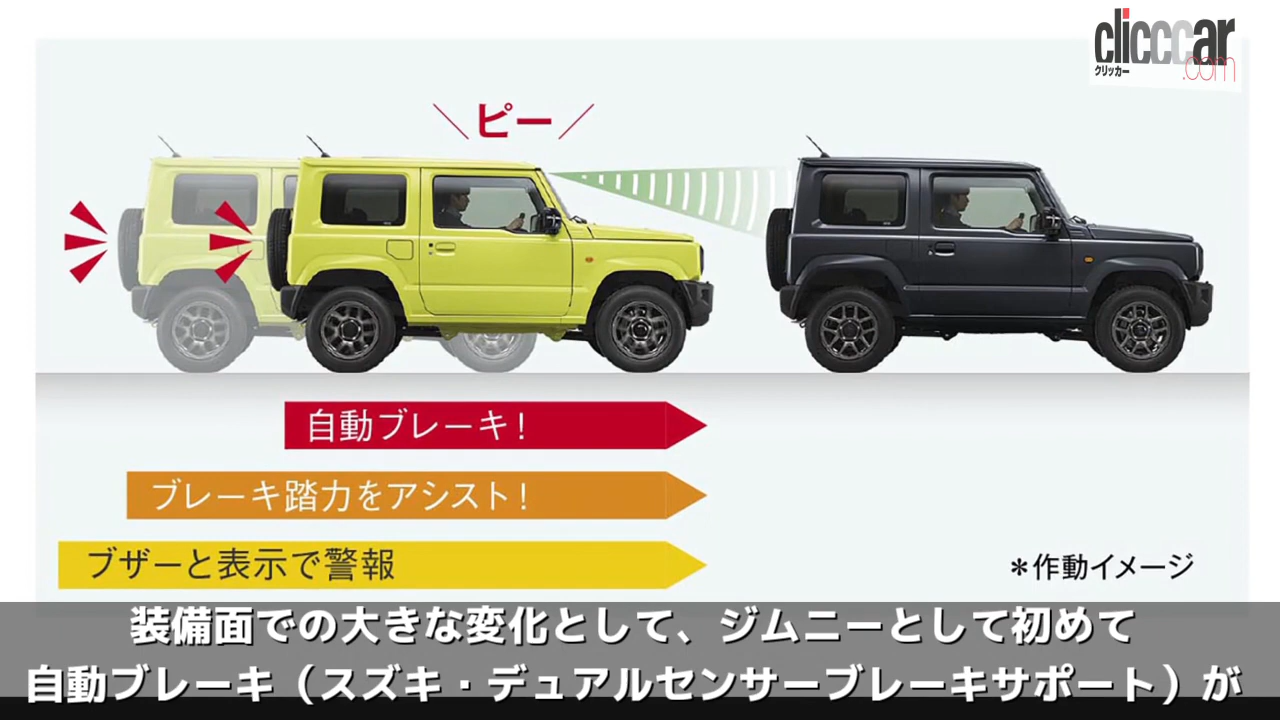 clicccar
クリッカー
.com
ピー
自動ブレーキ!
ブレーキ踏力をアシスト!
ブザーと表示で警報
＊作動イメージ
装備面での大きな変化として、ジムニーとして初めて
自動ブレーキ（スズキ・デュアルセンサーブレーキサポート）が